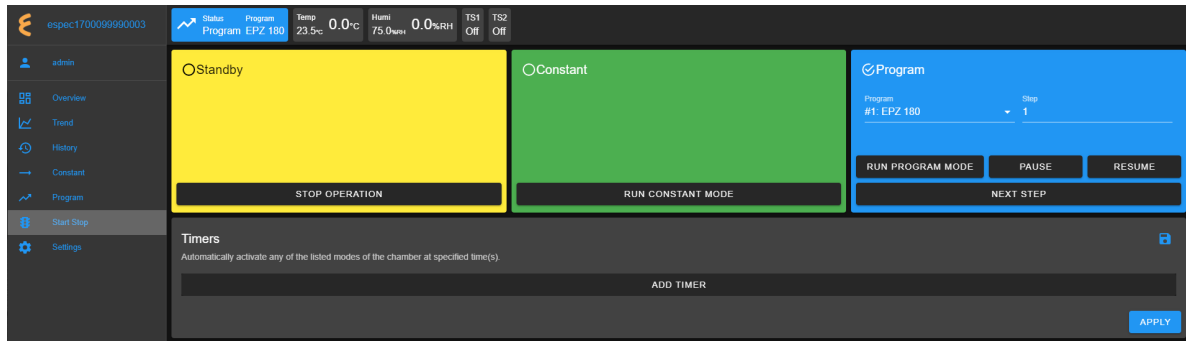 espec1700099990003
Status Program
Program EPZ 180
Temp
23.5°C 0.0°C
Humi
75.0%RH 0.0%RH
TS1
Off
TS2
Off
admin
Overview
Trend
History
Constant
Program
Start Stop
Settings
Standby
STOP OPERATION
Constant
RUN CONSTANT MODE
Program
Program Step
#1: EPZ 180 1
RUN PROGRAM MODE PAUSE RESUME
NEXT STEP
Timers
Automatically activate any of the listed modes of the chamber at specified time(s).
ADD TIMER
APPLY